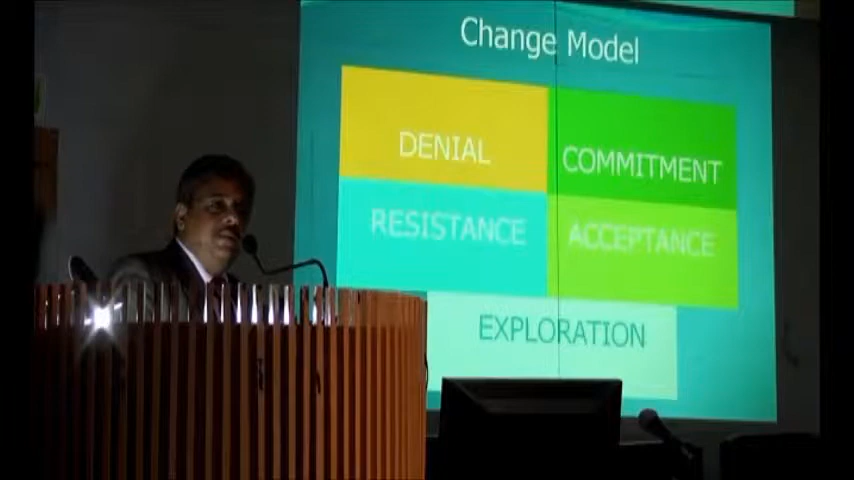 Change Model
DENIAL
COMMITMENT
RESISTANCE
ACCEPTANCE
EXPLORATION